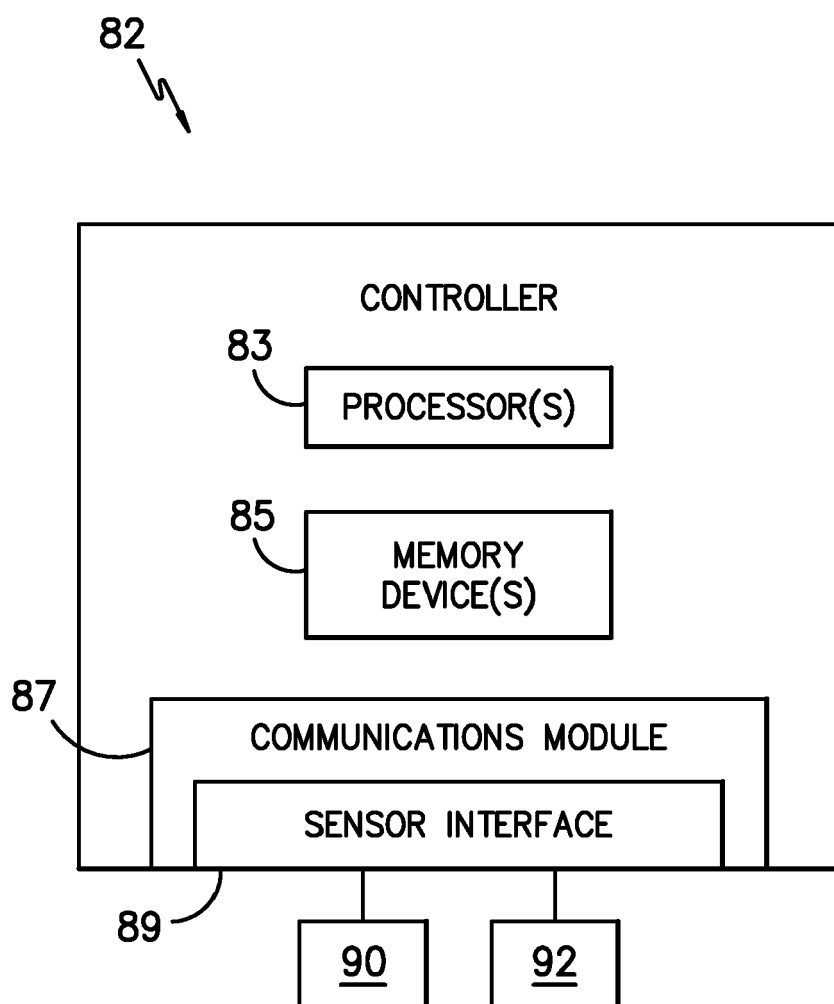 82
CONTROLLER
83
PROCESSOR(S)
85
MEMORY
DEVICE(S)
87
COMMUNICATIONS MODULE
SENSOR INTERFACE
89
90
92